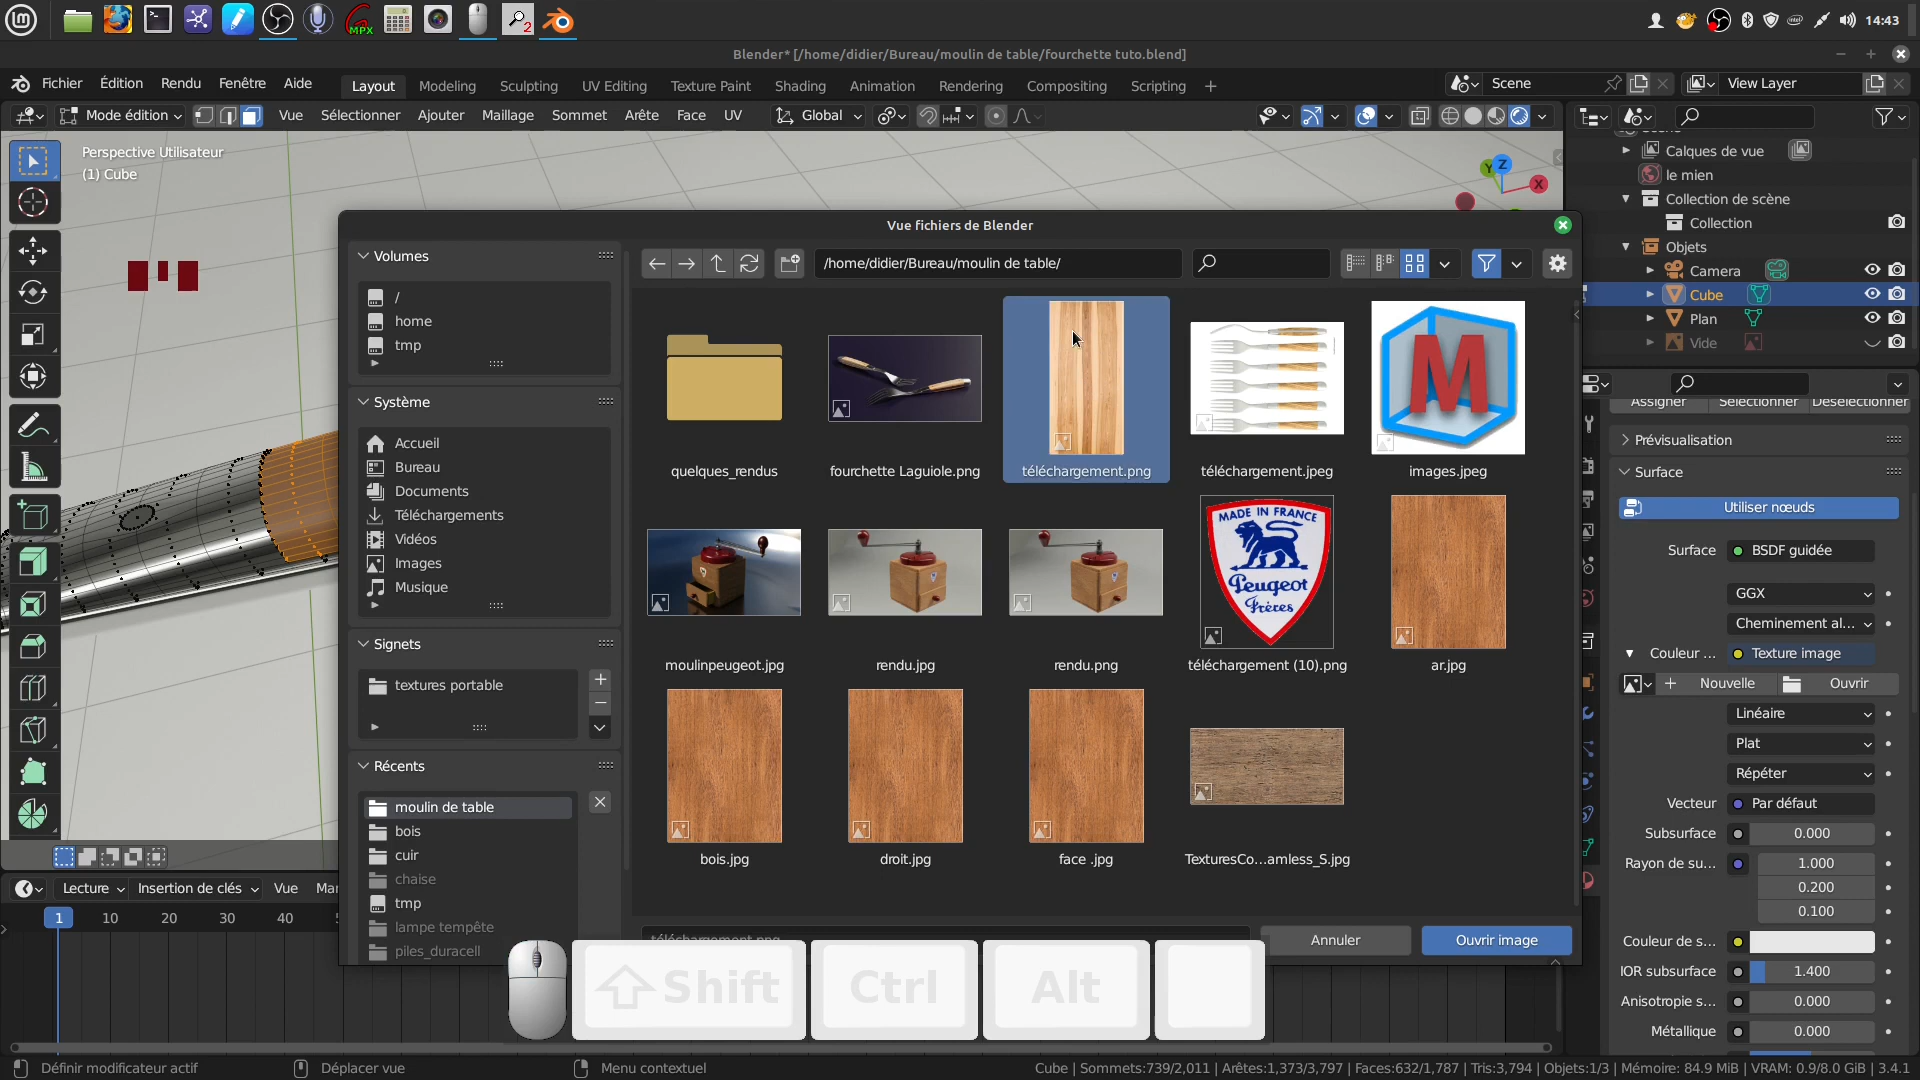 MPX
2
14:43
Blender* [/home/didier/Bureau/moulin de table/fourchette tuto.blend]
Fichier Édition Rendu Fenêtre Aide Layout Modeling Sculpting UV Editing Texture Paint Shading Animation Rendering Compositing Scripting + Scene View Layer
Mode édition Vue Sélectionner Ajouter Maillage Sommet Arête Face UV Global
Perspective Utilisateur
(1) Cube
Y Z X
Calques de vue
le mien
Collection de scène
Collection
Objets
Camera
Cube
Plan
Vide
Vue fichiers de Blender
Volumes
/
home
tmp
Système
Accueil
Bureau
Documents
Téléchargements
Vidéos
Images
Musique
Signets
textures portable
Récents
moulin de table
bois
cuir
chaise
tmp
lampe tempête
piles_duracell
/home/didier/Bureau/moulin de table/
M
quelques_rendus fourchette Laguiole.png téléchargement.png téléchargement.jpeg images.jpeg
MADE IN FRANCE
Peugeot
Frères
moulinpeugeot.jpg rendu.jpg rendu.png téléchargement (10).png ar.jpg
bois.jpg droit.jpg face .jpg TexturesCo...amless_S.jpg
téléchargement.png
Annuler Ouvrir image
Assigner Sélectionner Désélectionner
Prévisualisation
Surface
Utiliser nœuds
Surface BSDF guidée
GGX
Cheminement al...
Couleur ... Texture image
+ Nouvelle Ouvrir
Linéaire
Plat
Répéter
Vecteur Par défaut
Subsurface 0.000
Rayon de su... 1.000
0.200
0.100
Couleur de s...
IOR subsurface 1.400
Anisotropie s... 0.000
Métallique 0.000
Lecture Insertion de clés Vue Mar
1 10 20 30 40
Shift Ctrl Alt
Définir modificateur actif Déplacer vue Menu contextuel
Cube | Sommets:739/2,011 | Arêtes:1,373/3,797 | Faces:632/1,787 | Tris:3,794 | Objets:1/3 | Mémoire: 84.9 MiB | VRAM: 0.9/8.0 GiB | 3.4.1